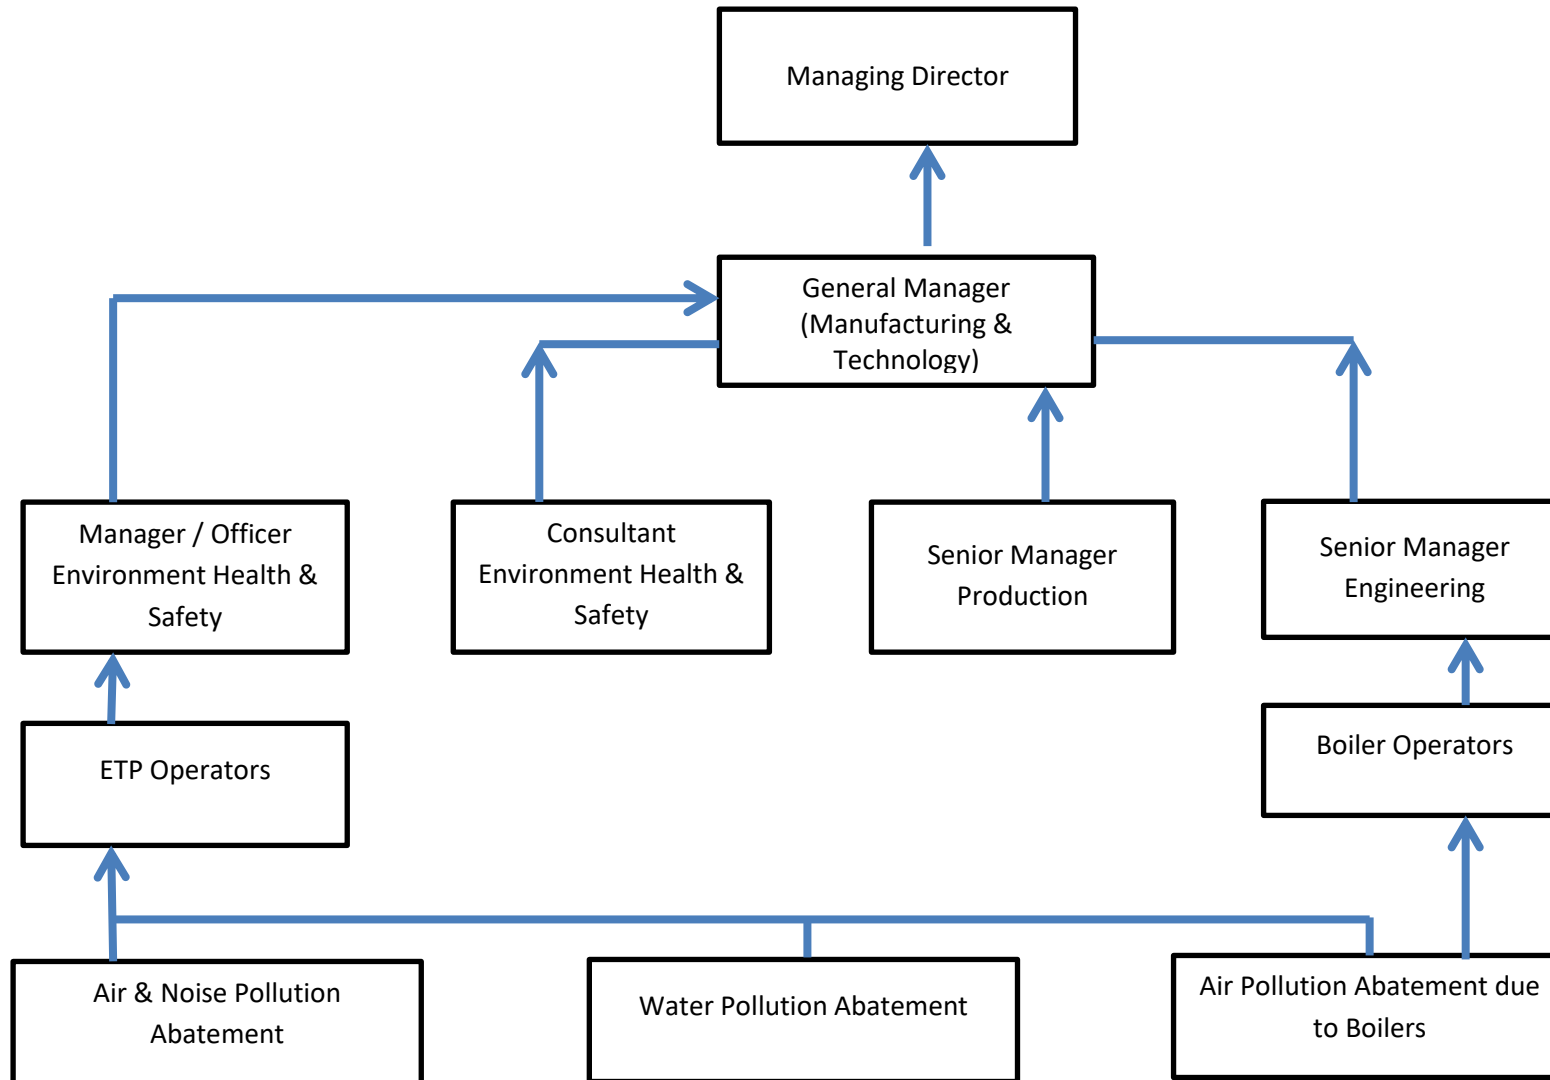 Managing Director
General Manager
(Manufacturing &
Technology)
Manager / Officer
Environment Health &
Safety
Consultant
Environment Health &
Safety
Senior Manager
Production
Senior Manager
Engineering
ETP Operators
Boiler Operators
Air & Noise Pollution
Abatement
Water Pollution Abatement
Air Pollution Abatement due
to Boilers